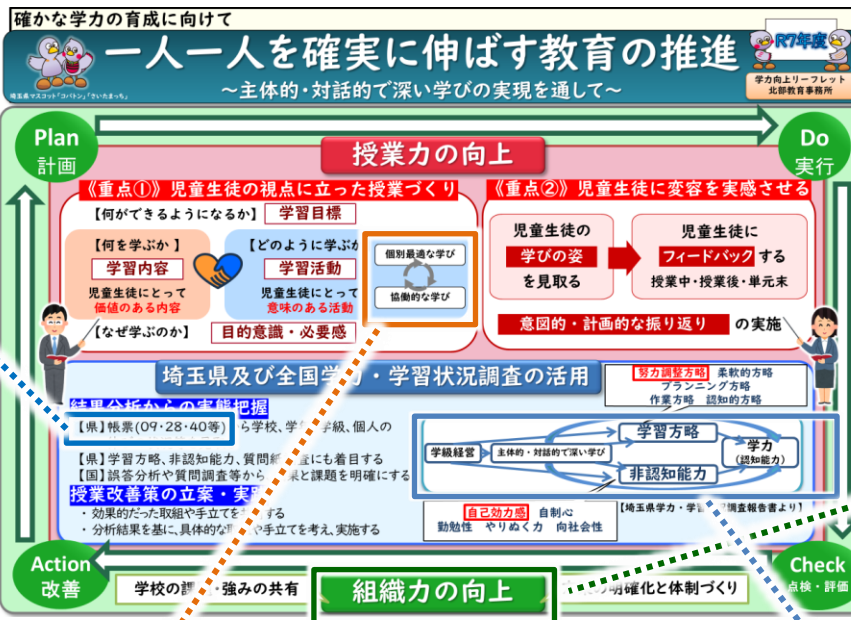 確かな学力の育成に向けて
一人一人を確実に伸ばす教育の推進
～主体的・対話的で深い学びの実現を通して～
埼玉県マスコット「コバトン」「さいたまっち」
R7年度
学力向上リーフレット
北部教育事務所
Plan
計画
Do
実行
授業力の向上
《重点①》児童生徒の視点に立った授業づくり
【何ができるようになるか】 学習目標
【何を学ぶか】
学習内容
児童生徒にとって
価値のある内容
【どのように学ぶか
学習活動
児童生徒にとって
意味のある活動
個別最適な学び
協働的な学び
【なぜ学ぶのか】 目的意識・必要感
《重点②》児童生徒に変容を実感させる
児童生徒の
学びの姿
を見取る
児童生徒に
フィードバック する
授業中・授業後・単元末
意図的・計画的な振り返り の実施
埼玉県及び全国学力・学習状況調査の活用
努力調整方略 柔軟的方略
プランニング方略
作業方略 認知的方略
結果分析からの実態把握
【県】帳票(09・28・40等) ら学校、学 学級、個人の
【県】学習方略、非認知能力、質問紙 査にも着目する
【国】誤答分析や質問調査等から 果と課題を明確にする
授業改善策の立案・実
・効果的だった取組や手立てを する
・分析結果を基に、具体的な や手立てを考え、実施する
学級経営
主体的・対話的で深い学び
学習方略
非認知能力
学力
(認知能力)
自己効力感 自制心
勤勉性 やりぬく力 向社会性
【埼玉県学力・学 調査報告書より】
Action
改善
Check
点検・評価
学校の課 ・強みの共有
組織力の向上
の明確化と体制づくり